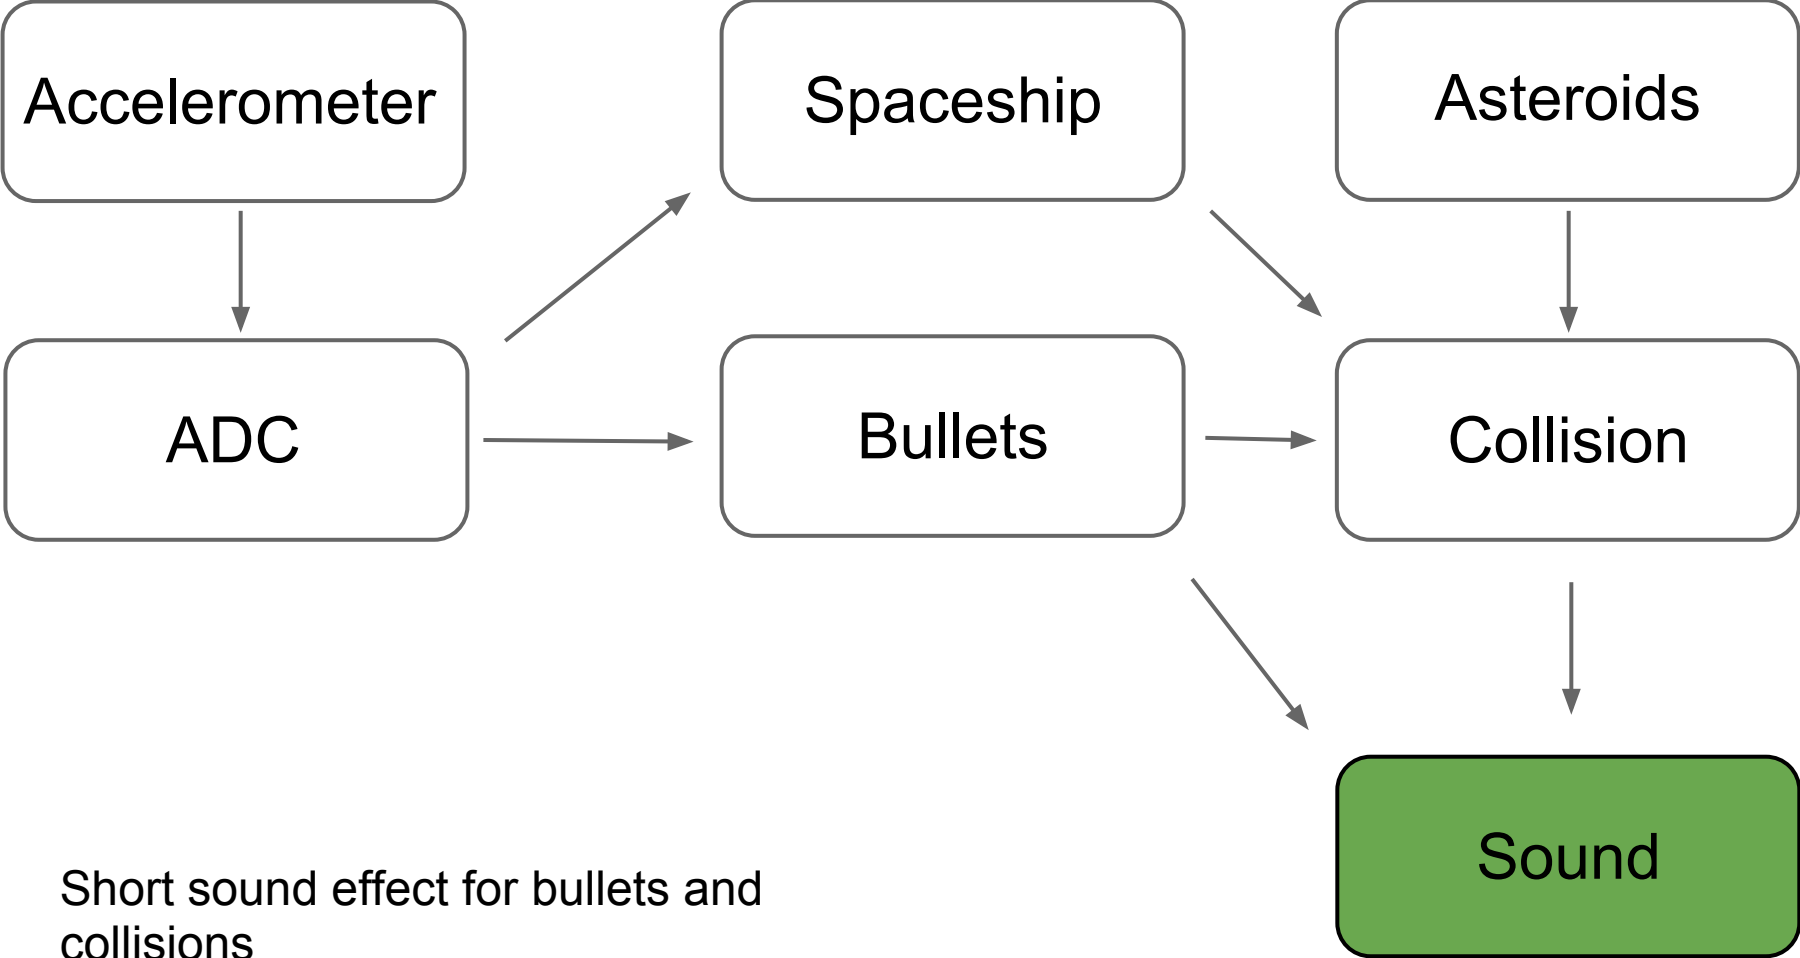 Accelerometer
Spaceship
Asteroids
ADC
Bullets
Collision
Sound
Short sound effect for bullets and
collisions